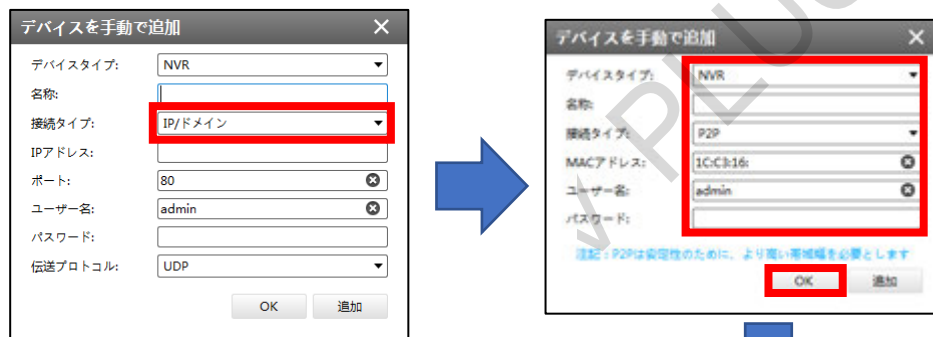 デバイスを手動で追加
デバイスタイプ: NVR
名称:
接続タイプ: IP/ドメイン
IPアドレス:
ポート: 80
ユーザー名: admin
パスワード:
伝送プロトコル: UDP
OK 追加
デバイスを手動で追加
デバイスタイプ: NVR
名称:
接続タイプ: P2P
MACアドレス: 1C:C3:16:
ユーザー名: admin
パスワード:
注記：P2Pは安定性のために、より高い帯域幅を必要とします
OK 追加
PLU